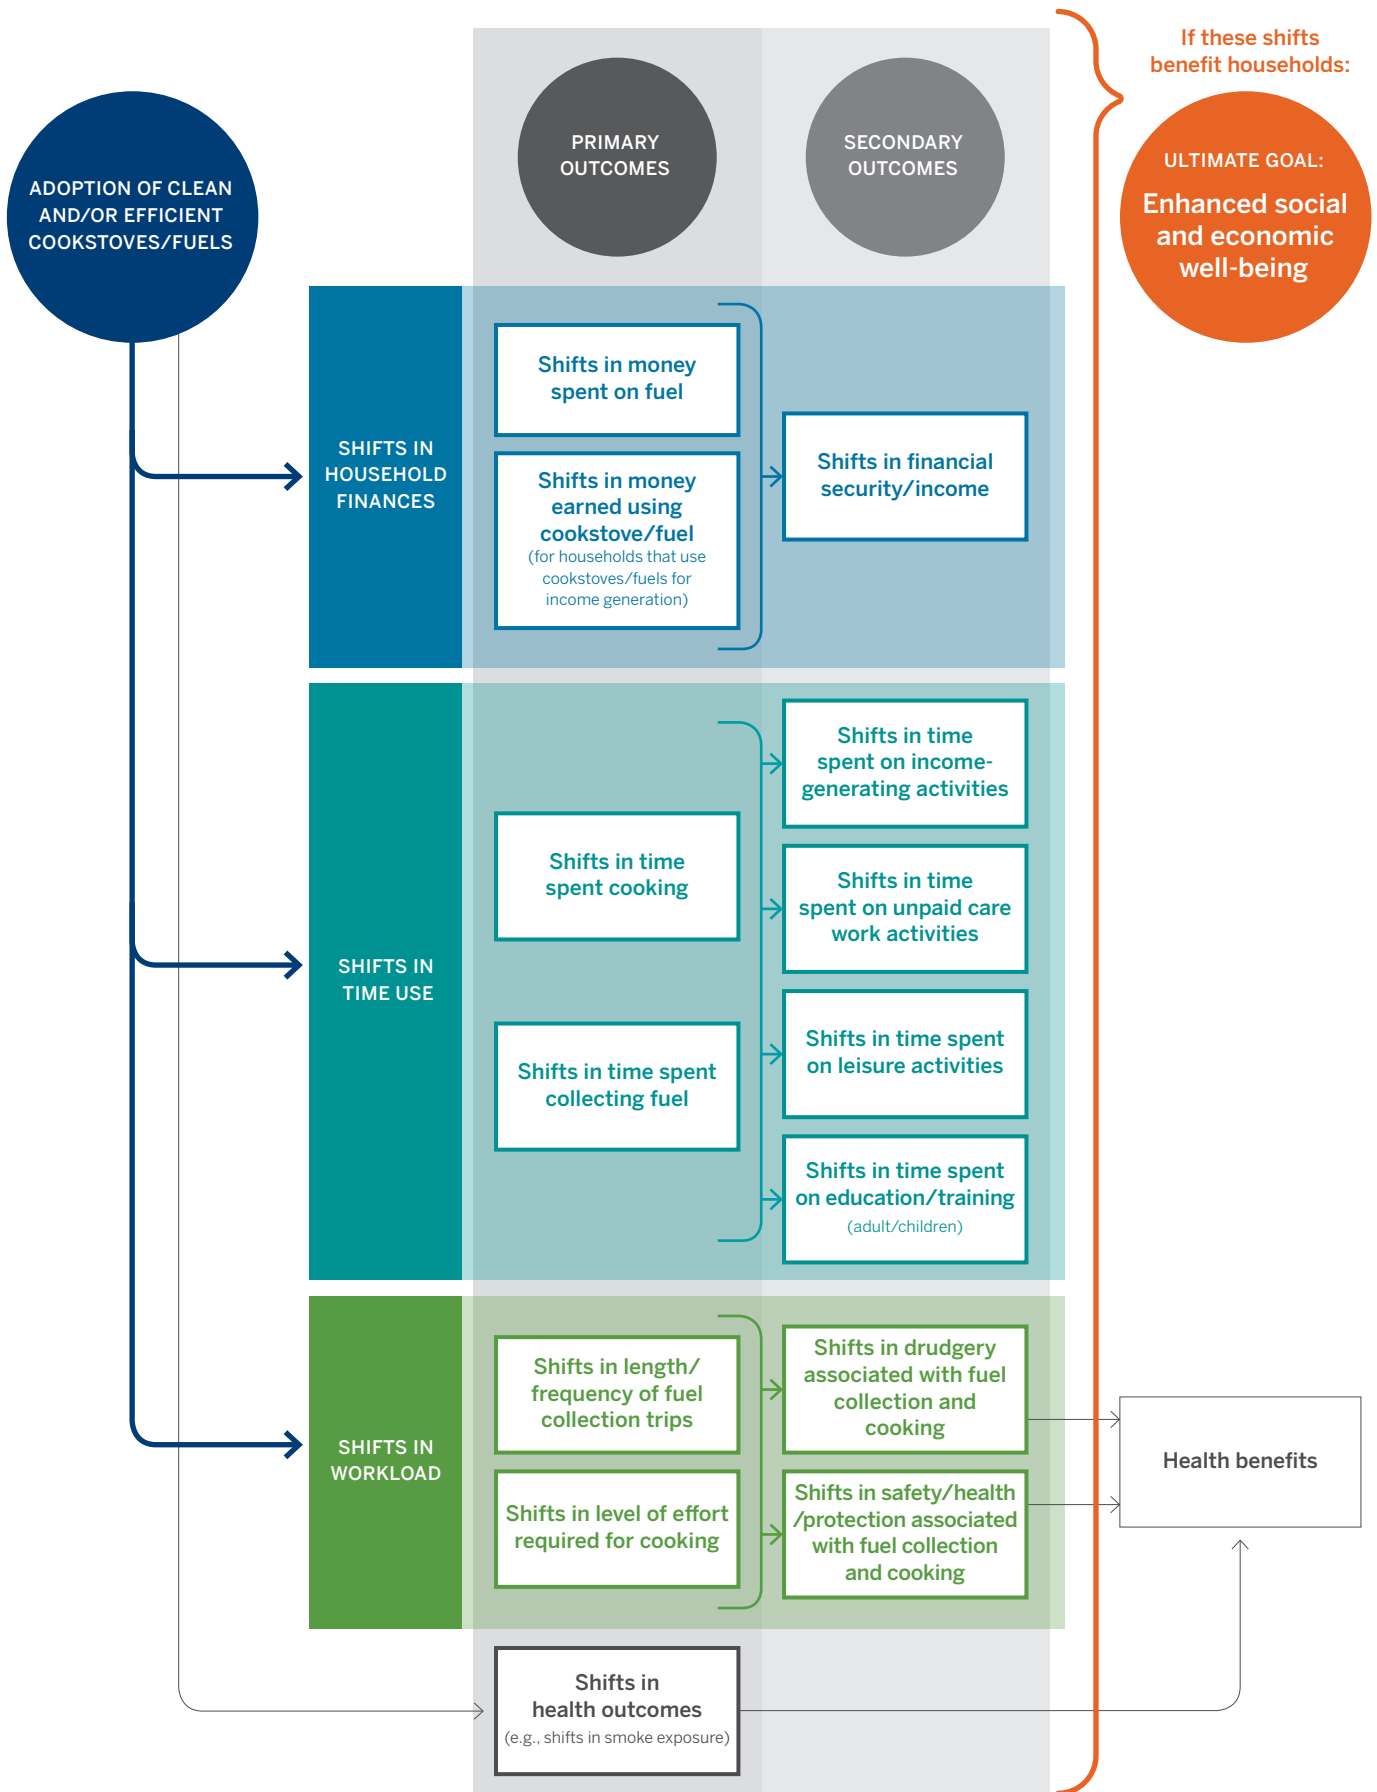 If these shifts
benefit households:
PRIMARY
OUTCOMES
SECONDARY
OUTCOMES
ULTIMATE GOAL:
Enhanced social
and economic
well-being
ADOPTION OF CLEAN
AND/OR EFFICIENT
COOKSTOVES/FUELS
SHIFTS IN
HOUSEHOLD
FINANCES
Shifts in money
spent on fuel
Shifts in money
earned using
cookstove/fuel
(for households that use
cookstoves/fuels for
income generation)
Shifts in financial
security/income
SHIFTS IN
TIME USE
Shifts in time
spent cooking
Shifts in time spent
collecting fuel
Shifts in time
spent on income-
generating activities
Shifts in time
spent on unpaid care
work activities
Shifts in time spent
on leisure activities
Shifts in time spent
on education/training
(adult/children)
SHIFTS IN
WORKLOAD
Shifts in length/
frequency of fuel
collection trips
Shifts in level of effort
required for cooking
Shifts in drudgery
associated with fuel
collection and
cooking
Shifts in safety/health
/protection associated
with fuel collection
and cooking
Health benefits
Shifts in
health outcomes
(e.g., shifts in smoke exposure)